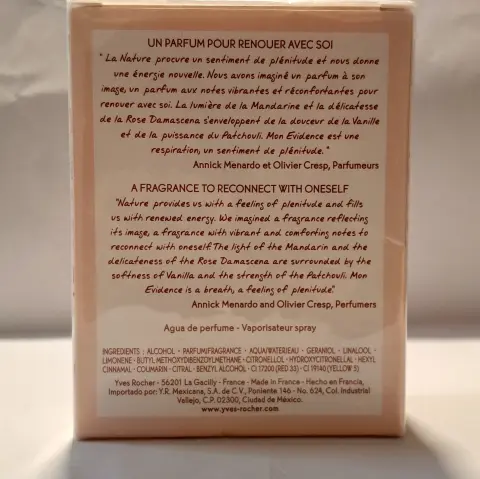 UN PARFUM POUR RENOUER AVEC SOI
" La Nature procure un sentiment de plénitude et nous donne
une énergie nouvelle. Nous avons imaginé un parfum à son
image, un parfum aux notes vibrantes et réconfortantes pour
renouer avec soi. La lumière de la Mandarine et la délicatesse
de la Rose Damascena s'enveloppent de la douceur de la Vanille
et de la puissance du Patchouli. Mon Evidence est une
respiration, un sentiment de plénitude. "
Annick Menardo et Olivier Cresp, Parfumeurs
A FRAGRANCE TO RECONNECT WITH ONESELF
"Nature provides us with a feeling of plenitude and fills
us with renewed energy. We imagined a fragrance reflecting
its image, a fragrance with vibrant and comforting notes to
reconnect with oneself. The light of the Mandarin and the
delicateness of the Rose Damascena are surrounded by the
softness of Vanilla and the strength of the Patchouli. Mon
Evidence is a breath, a feeling of plenitude."
Annick Menardo and Olivier Cresp, Perfumers
Agua de perfume - Vaporisateur spray
INGREDIENTS : ALCOHOL • PARFUM/FRAGRANCE • AQUA/WATER/EAU • GERANIOL • LINALOOL •
LIMONENE • BUTYL METHOXYDIBENZOYLMETHANE • CITRONELLOL • HYDROXYCITRONELLAL • HEXYL
CINNAMAL • COUMARIN • CITRAL • BENZYL ALCOHOL • CI 17200 (RED 33) • CI 19140 (YELLOW 5)
Yves Rocher - 56201 La Gacilly - France - Made in France - Hecho en Francia,
Importado por: Y.R. Mexicana, S.A. de C.V., Poniente 146 - No. 624, Col. Industrial
Vallejo, C.P. 02300, Ciudad de México.
www.yves-rocher.com